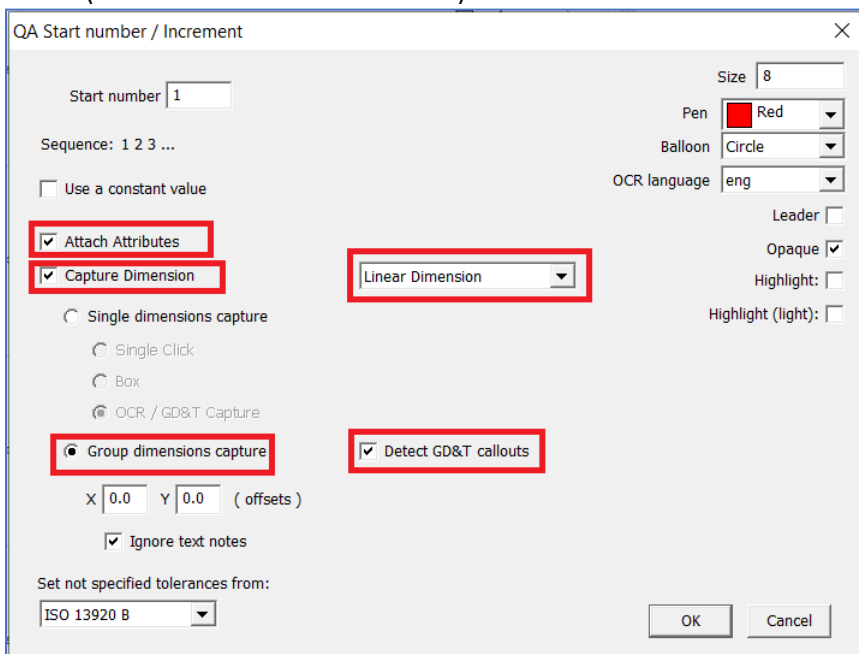 QA Start number / Increment
Start number 1
Size 8
Pen Red
Sequence: 1 2 3 ...
Balloon Circle
Use a constant value
OCR language eng
Leader
Attach Attributes
Opaque
Capture Dimension
Linear Dimension
Highlight:
Single dimensions capture
Highlight (light):
Single Click
Box
OCR / GD&T Capture
Group dimensions capture
Detect GD&T callouts
X 0.0 Y 0.0 ( offsets )
Ignore text notes
Set not specified tolerances from:
ISO 13920 B
OK
Cancel